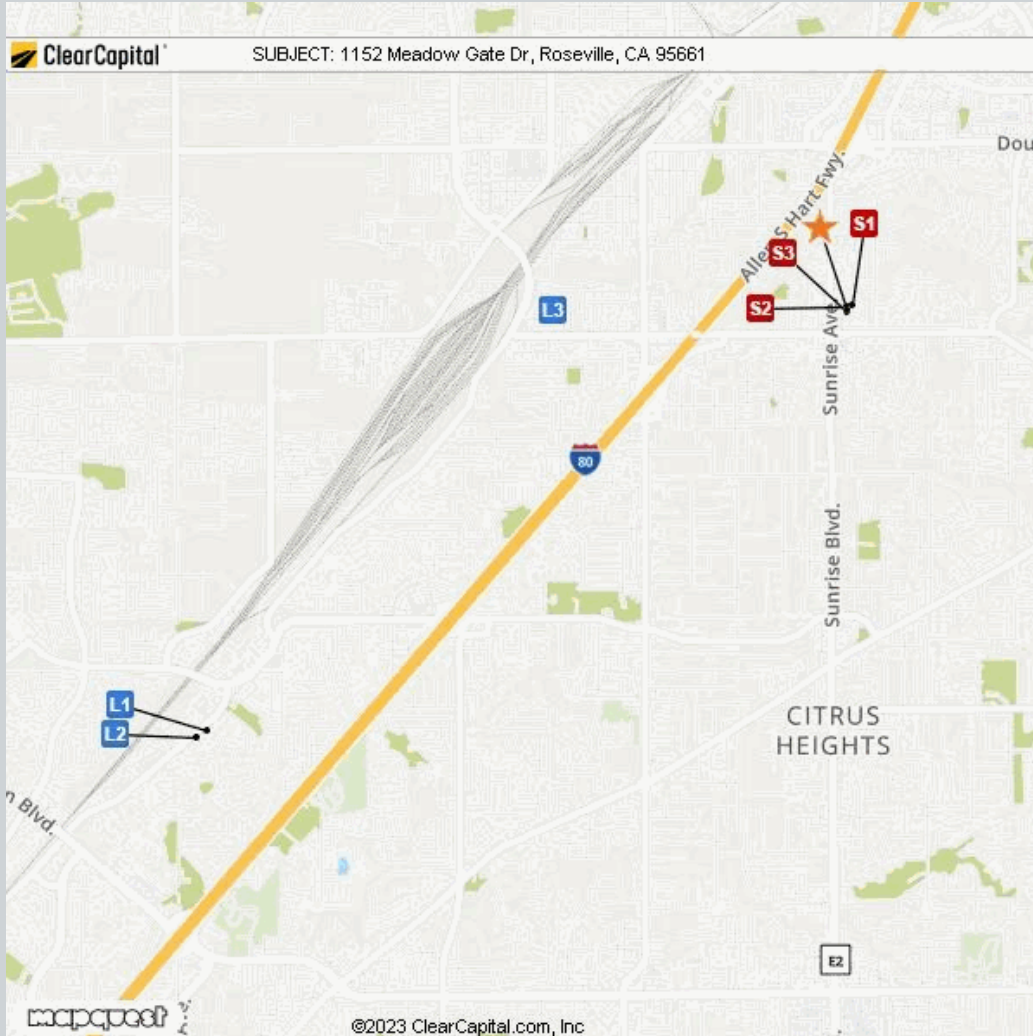 ClearCapital
SUBJECT: 1152 Meadow Gate Dr, Roseville, CA 95661
Dou
Allen S Hart Fwy.
S1
S3
S2
L3
Sunrise Ave
80
Sunrise Blvd.
L1
L2
CITRUS
HEIGHTS
n Blvd.
E2
mapquest
©2023 ClearCapital.com, Inc